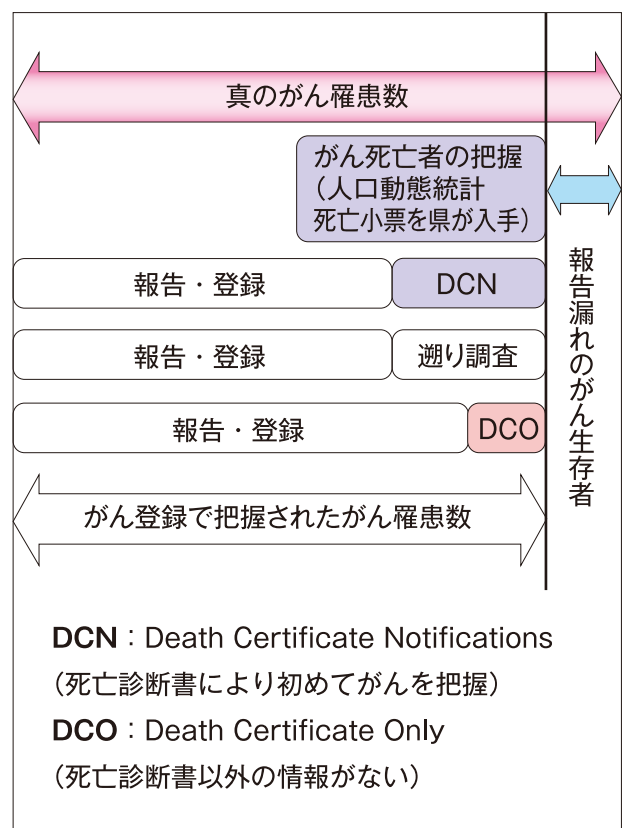 真のがん罹患数
がん死亡者の把握
（人口動態統計
死亡小票を県が入手）
報告漏れのがん生存者
報告・登録
DCN
報告・登録
遡り調査
報告・登録
DCO
がん登録で把握されたがん罹患数
DCN：Death Certificate Notifications
（死亡診断書により初めてがんを把握）
DCO：Death Certificate Only
（死亡診断書以外の情報がない）